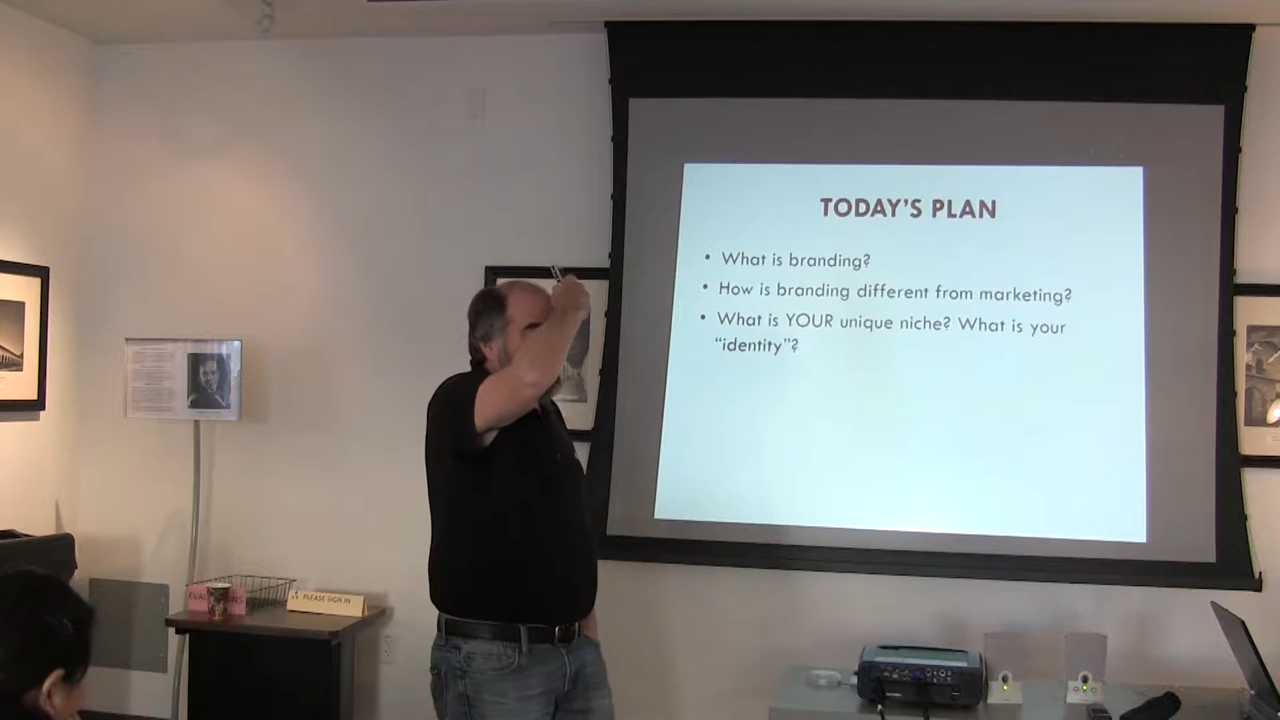 TODAY'S PLAN
• What is branding?
• How is branding different from marketing?
• What is YOUR unique niche? What is your
“identity”?
PLEASE SIGN IN